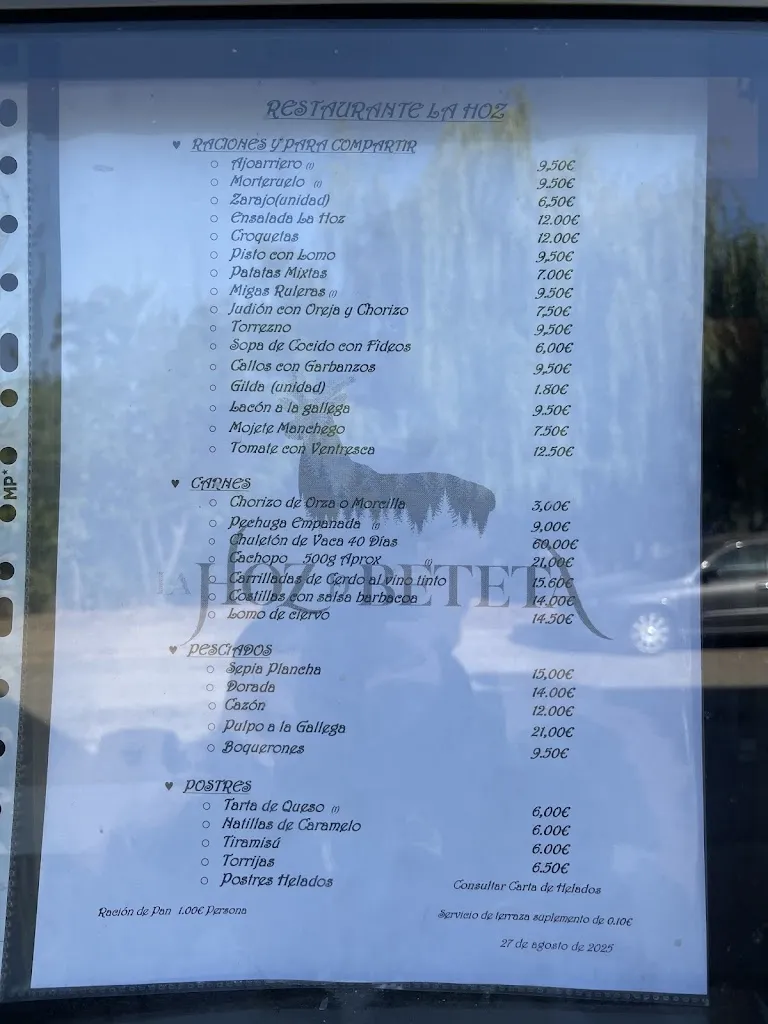 RESTAURANTE LA HOZ
♥ RACIONES Y PARA COMPARTIR
○ Ajoarriero (1) 9,50€
○ Morteruelo (1) 9.50€
○ Zarajo(unidad) 6,50€
○ Ensalada La Hoz 12.00€
○ Croquetas 12.00€
○ Pisto con Lomo 9,50€
○ Patatas Mixtas 7.00€
○ Migas Ruleras (1) 9.50€
○ Judión con Oreja y Chorizo 7,50€
○ Torrezno 9,50€
○ Sopa de Cocido con Fideos 6,00€
○ Callos con Garbanzos 9,50€
○ Gilda (unidad) 1.80€
○ Lacón a la gallega 9.50€
○ Mojete Manchego 7.50€
○ Tomate con Ventresca 12.50€
♥ CARNES
○ Chorizo de Orza o Morcilla 3,00€
○ Pechuga Empanada (1) 9,00€
○ Chuletón de Vaca 40 Días 60,00€
○ Cachopo 500g Aprox (1) 21,00€
○ Carrilladas de Cerdo al vino tinto 15.60€
○ Costillas con salsa barbacoa 14.00€
○ Lomo de ciervo 14.50€
LA HOZ BETETA
♥ PESCIADOS
○ Sepia Plancha 15,00€
○ Dorada 14.00€
○ Cazón 12.00€
○ Pulpo a la Gallega 21,00€
○ Boquerones 9.50€
♥ POSTRES
○ Tarta de Queso (1) 6,00€
○ Natillas de Caramelo 6.00€
○ Tiramisú 6.00€
○ Torrijas 6.50€
○ Postres Helados Consultar Carta de Helados
Ración de Pan 1.00€ Persona
Servicio de terraza suplemento de 0.10€
27 de agosto de 2025
MP*